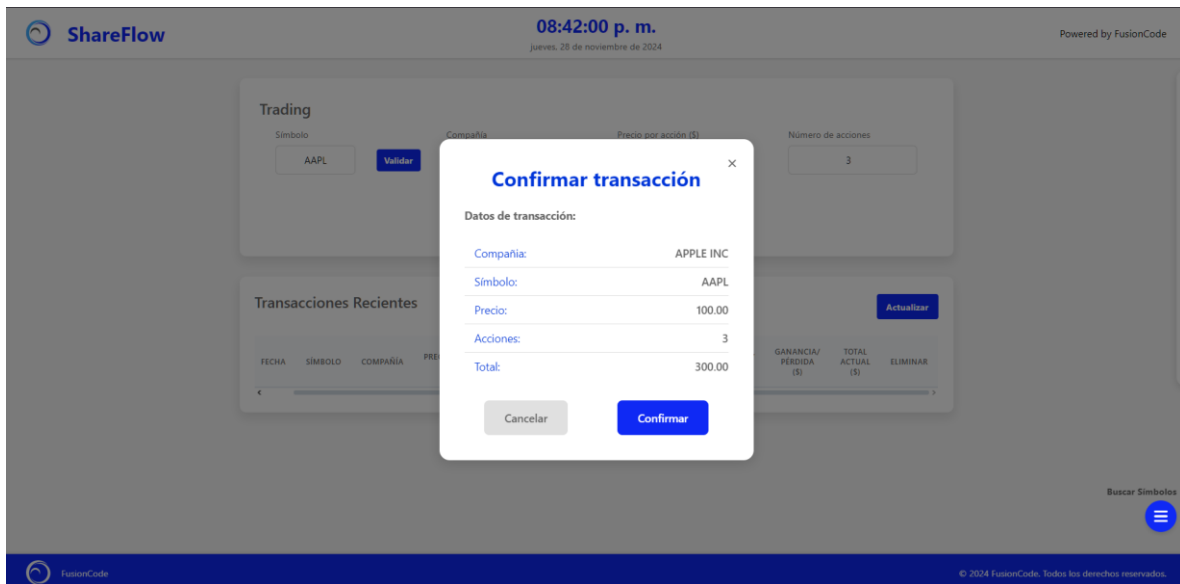 ShareFlow
08:42:00 p. m.
jueves, 28 de noviembre de 2024
Powered by FusionCode
Trading
Símbolo
Compañía
Precio por acción ($)
Número de acciones
AAPL
Validar
3
Confirmar transacción
Datos de transacción:
Compañia: APPLE INC
Símbolo: AAPL
Precio: 100.00
Acciones: 3
Total: 300.00
Cancelar
Confirmar
Transacciones Recientes
Actualizar
FECHA
SÍMBOLO
COMPAÑÍA
GANANCIA/
PÉRDIDA
($)
TOTAL
ACTUAL
($)
ELIMINAR
Buscar Símbolos
FusionCode
© 2024 FusionCode. Todos los derechos reservados.